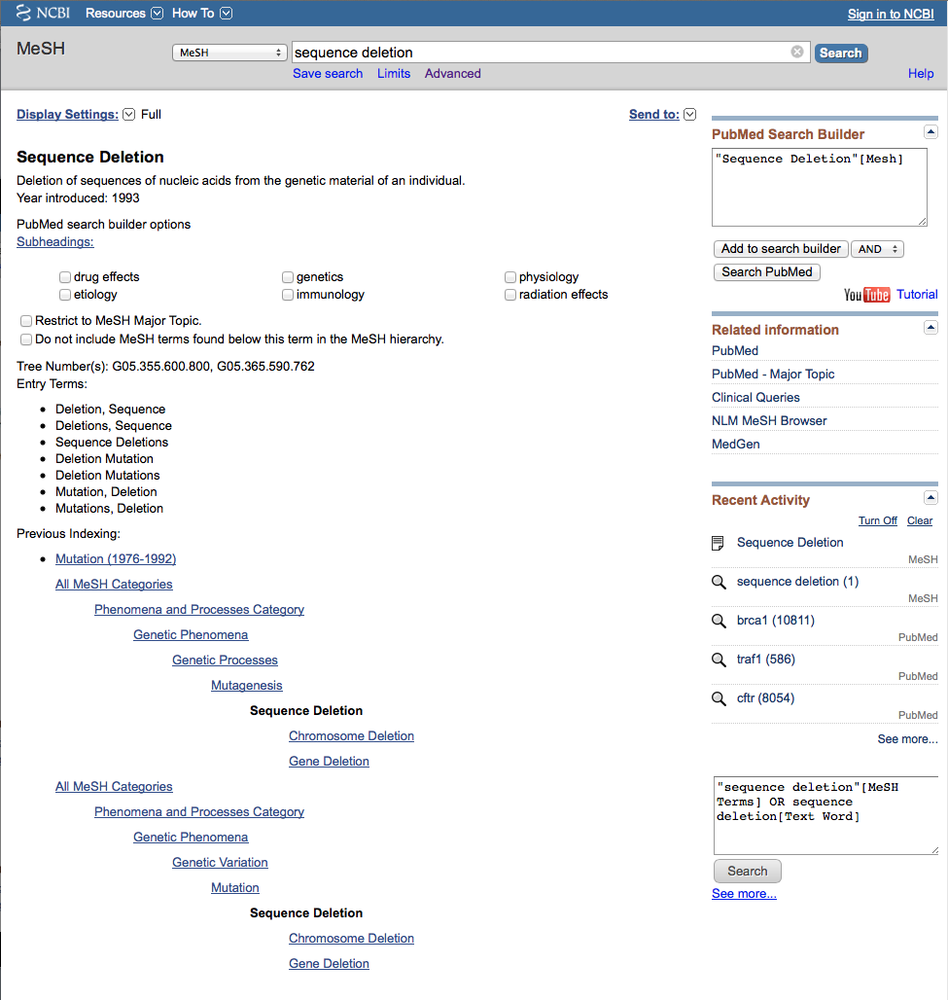 NCBI Resources How To Sign in to NCBI
MeSH
MeSH sequence deletion Search
Save search Limits Advanced Help
Display Settings: Full Send to:
Sequence Deletion
Deletion of sequences of nucleic acids from the genetic material of an individual.
Year introduced: 1993
PubMed search builder options
Subheadings:
drug effects genetics physiology
etiology immunology radiation effects
Restrict to MeSH Major Topic.
Do not include MeSH terms found below this term in the MeSH hierarchy.
Tree Number(s): G05.355.600.800, G05.365.590.762
Entry Terms:
Deletion, Sequence
Deletions, Sequence
Sequence Deletions
Deletion Mutation
Deletion Mutations
Mutation, Deletion
Mutations, Deletion
Previous Indexing:
Mutation (1976-1992)
All MeSH Categories
Phenomena and Processes Category
Genetic Phenomena
Genetic Processes
Mutagenesis
Sequence Deletion
Chromosome Deletion
Gene Deletion
All MeSH Categories
Phenomena and Processes Category
Genetic Phenomena
Genetic Variation
Mutation
Sequence Deletion
Chromosome Deletion
Gene Deletion
PubMed Search Builder
"Sequence Deletion"[Mesh]
Add to search builder AND
Search PubMed
YouTube Tutorial
Related information
PubMed
PubMed - Major Topic
Clinical Queries
NLM MeSH Browser
MedGen
Recent Activity
Turn Off Clear
Sequence Deletion
MeSH
sequence deletion (1)
MeSH
brca1 (10811)
PubMed
traf1 (586)
PubMed
cftr (8054)
PubMed
See more...
"sequence deletion"[MeSH
Terms] OR sequence
deletion[Text Word]
Search
See more...